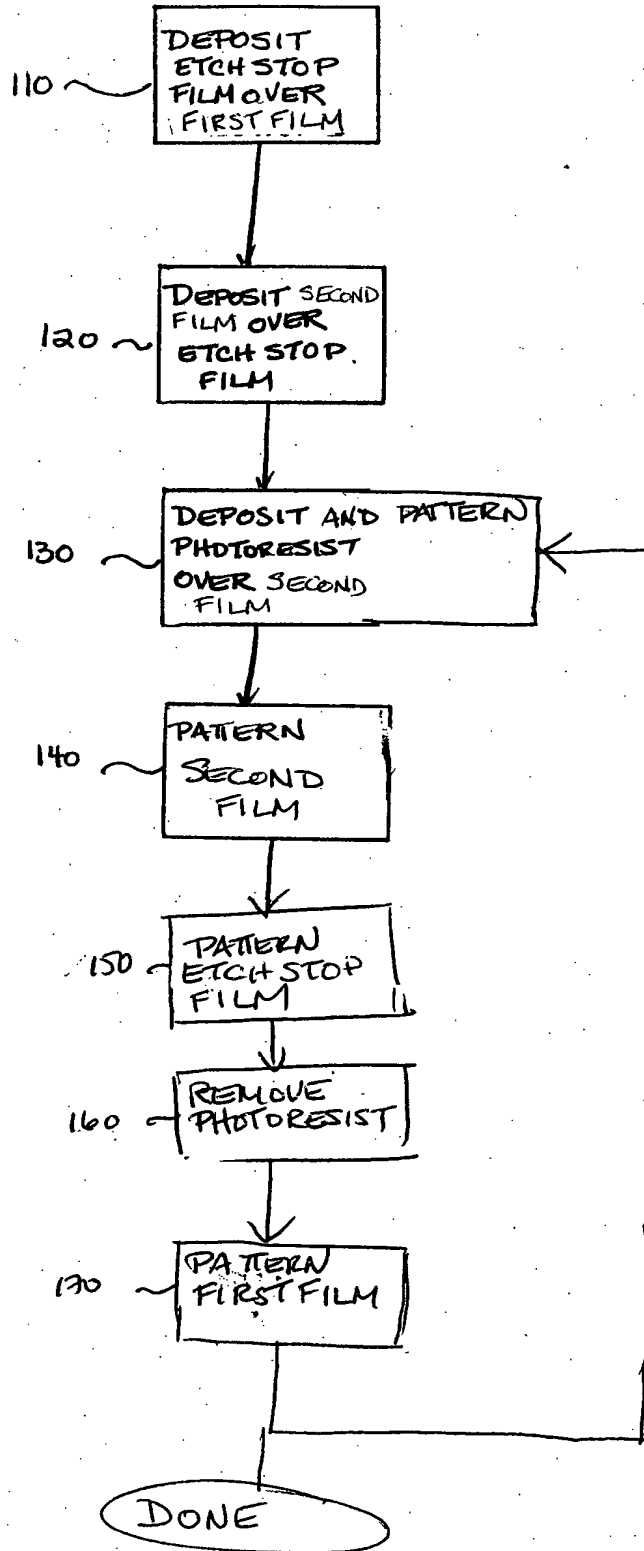 110
DEPOSIT
ETCH STOP
FILM OVER
FIRST FILM
120
DEPOSIT SECOND
FILM OVER
ETCH STOP.
FILM
130
DEPOSIT AND PATTERN
PHOTORESIST
OVER SECOND
FILM
140
PATTERN
SECOND
FILM
150
PATTERN
ETCH STOP
FILM
160
REMOVE
PHOTORESIST
170
PATTERN
FIRST FILM
DONE